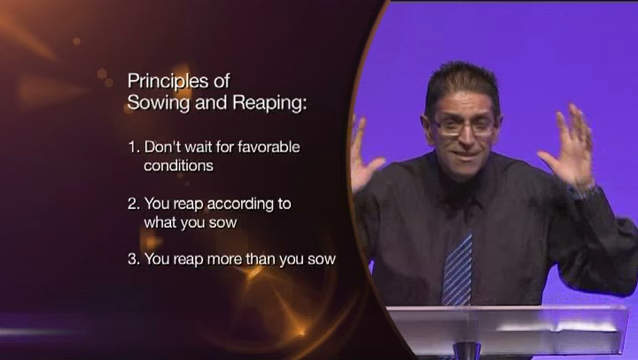 Principles of
Sowing and Reaping:
1. Don't wait for favorable
conditions
2. You reap according to
what you sow
3. You reap more than you sow